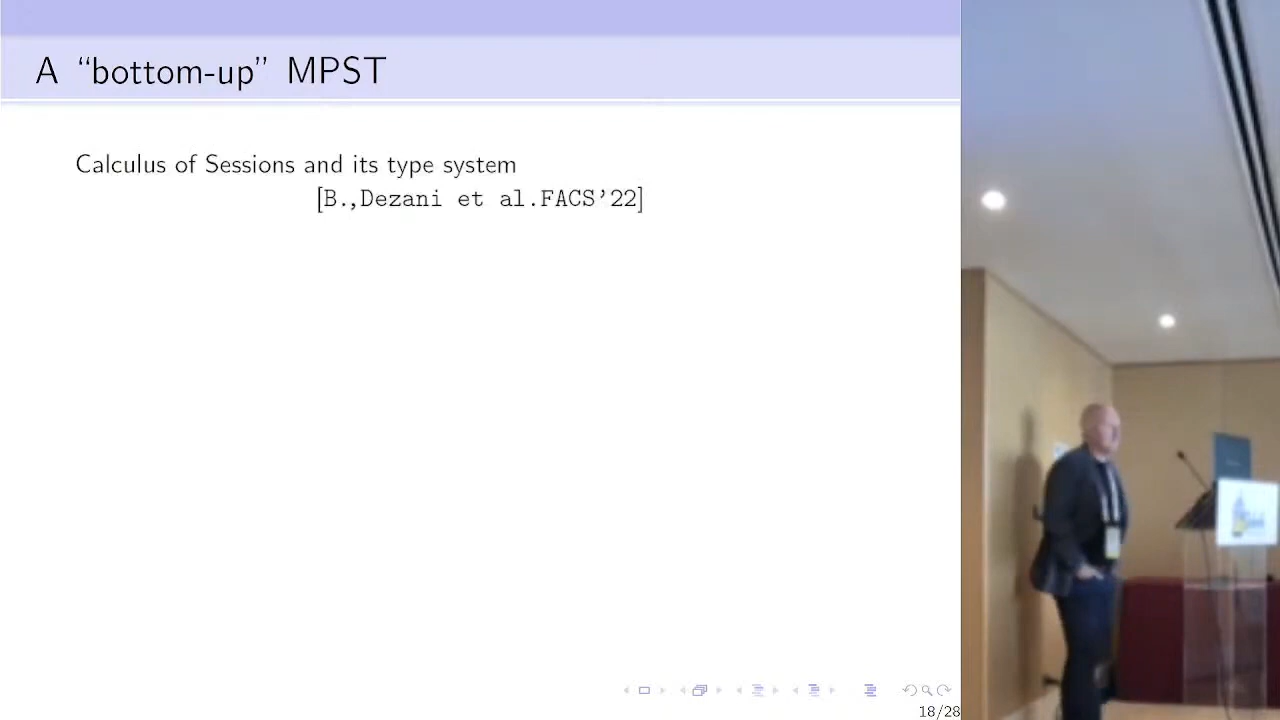 A “bottom-up” MPST
Calculus of Sessions and its type system
[B.,Dezani et al.FACS’22]
18/28